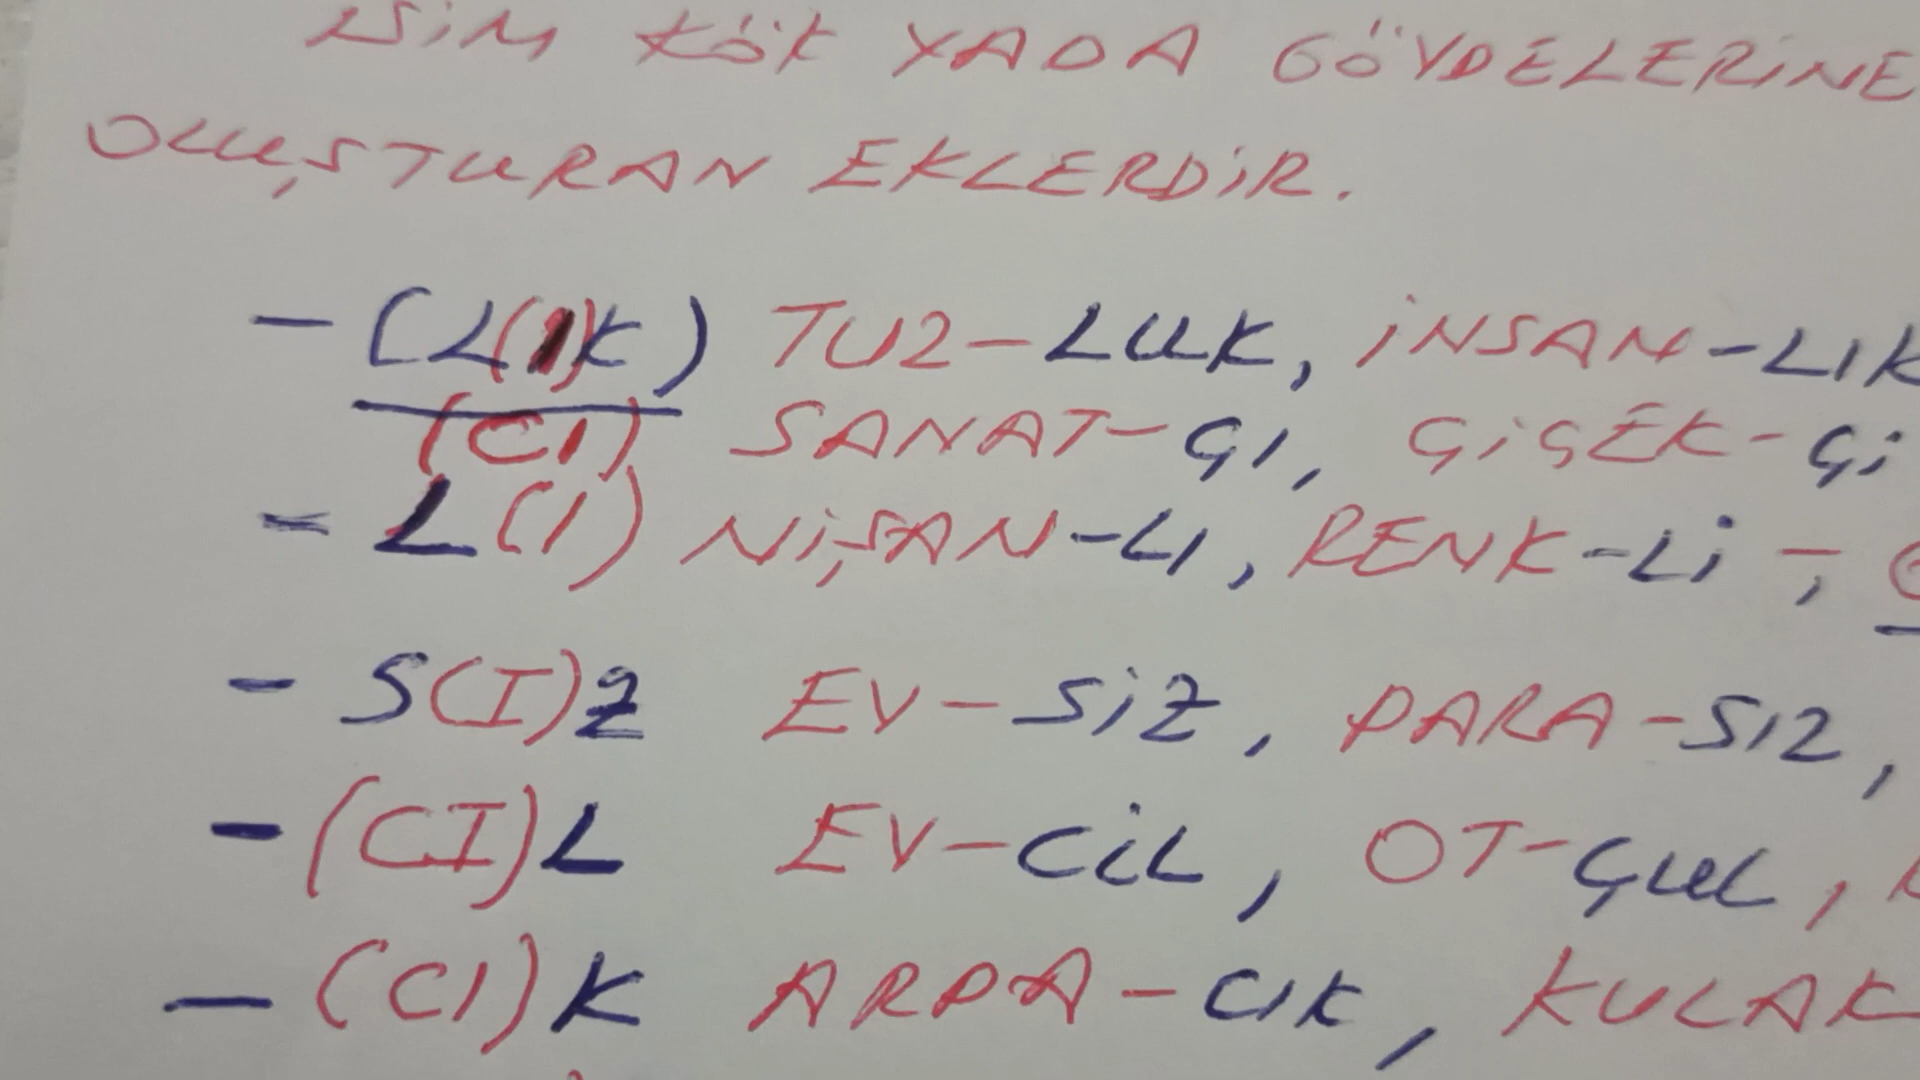 İSİM KÖK YADA GÖVDELERİNE
OLUŞTURAN EKLERDİR.
- (L(I)K) TUZ-LUK, İNSAN-LIK
(CI) SANAT-ÇI, ÇİÇEK-Çİ
- L(I) NİŞAN-LI, RENK-Lİ -,
- S(I)Z EV-SİZ, PARA-SIZ,
- (CI)L EV-CİL, OT-ÇUL,
- (CI)K ARPA-CIK, KULAK